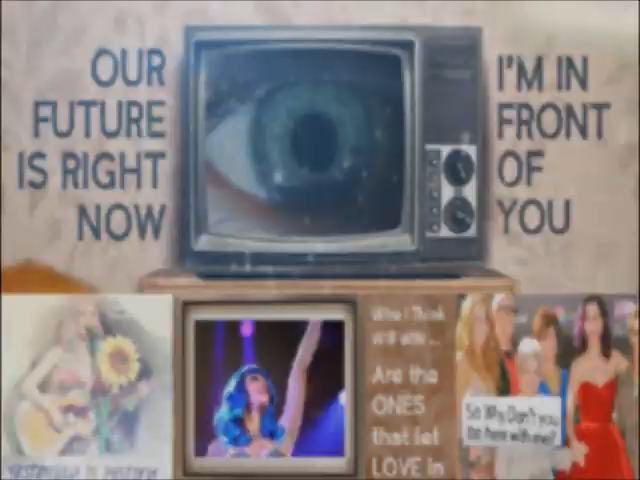 OUR
FUTURE
IS RIGHT
NOW
I'M IN
FRONT
OF
YOU
Who I Think
Will win ...
Are the
ONES
that let
LOVE in
So Why Don't you
be here with me?